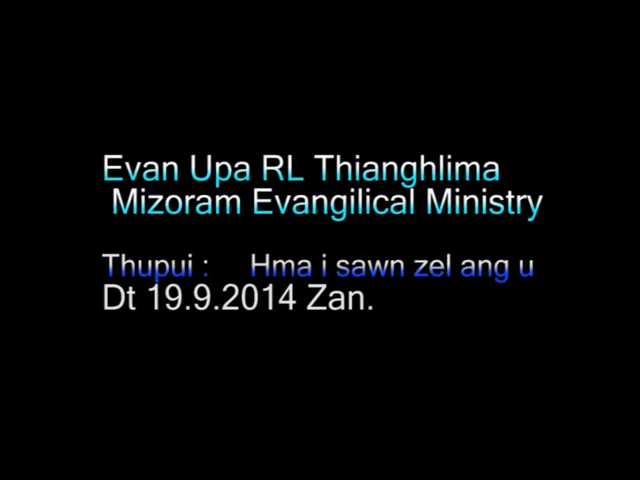 Evan Upa RL Thianghlima
Mizoram Evangilical Ministry
Thupui : Hma i sawn zel ang u
Dt 19.9.2014 Zan.